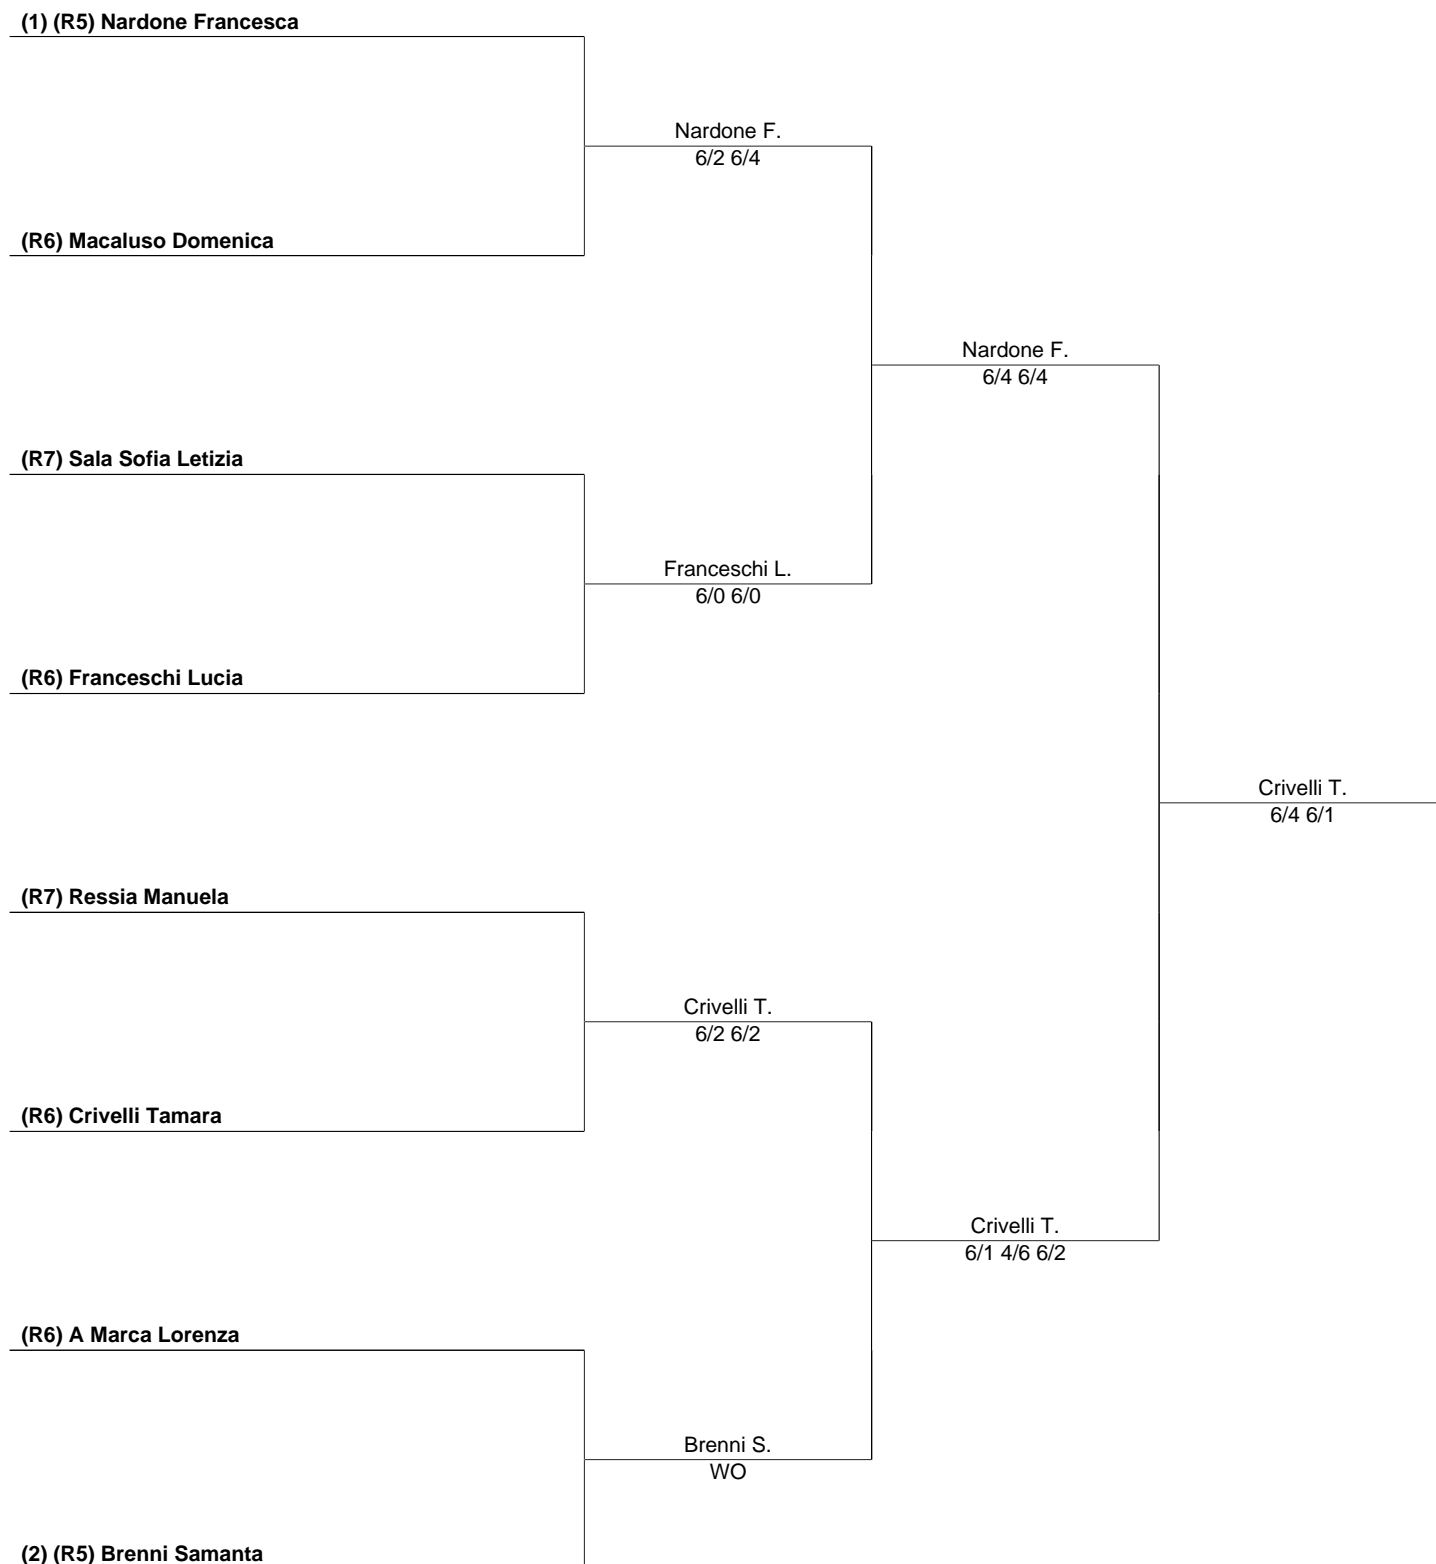 (1) (R5) Nardone Francesca
Nardone F.
6/2 6/4
(R6) Macaluso Domenica
Nardone F.
6/4 6/4
(R7) Sala Sofia Letizia
Franceschi L.
6/0 6/0
(R6) Franceschi Lucia
Crivelli T.
6/4 6/1
(R7) Ressia Manuela
Crivelli T.
6/2 6/2
(R6) Crivelli Tamara
Crivelli T.
6/1 4/6 6/2
(R6) A Marca Lorenza
Brenni S.
WO
(2) (R5) Brenni Samanta